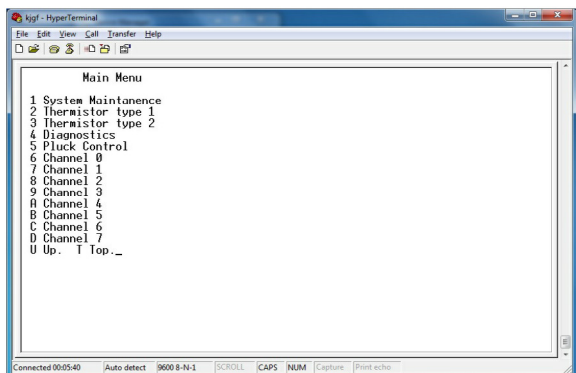 kjgf - HyperTerminal
File Edit View Call Transfer Help
Main Menu
1 System Maintanence
2 Thermistor type 1
3 Thermistor type 2
4 Diagnostics
5 Pluck Control
6 Channel 0
7 Channel 1
8 Channel 2
9 Channel 3
A Channel 4
B Channel 5
C Channel 6
D Channel 7
U Up. T Top._
Connected 00:05:40 Auto detect 9600 8-N-1 SCROLL CAPS NUM Capture Print echo